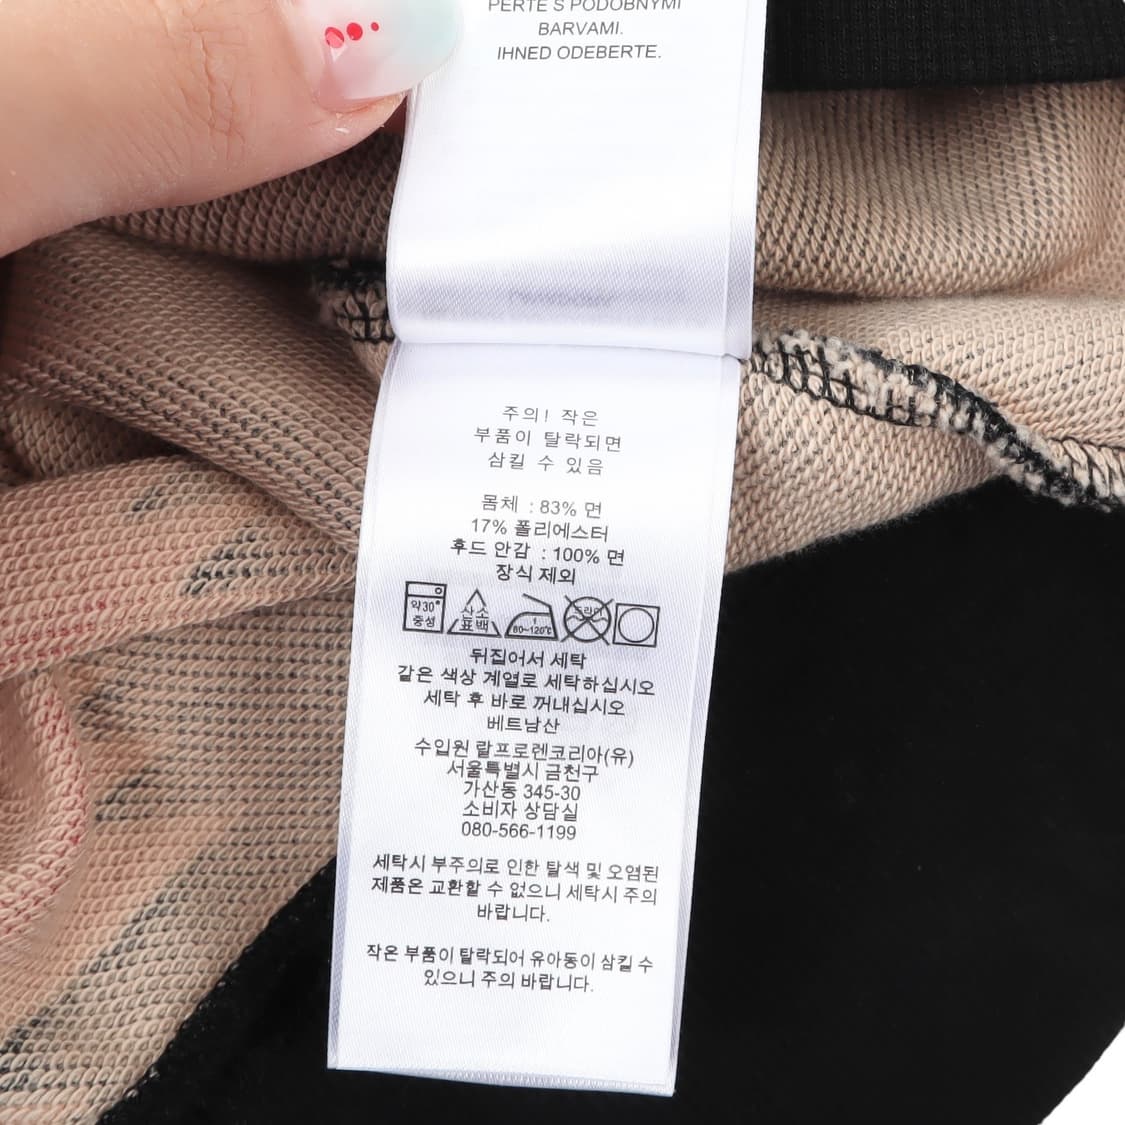 PERTE S PODOBNÝMI
BARVAMI.
IHNED ODEBERTE.
주의! 작은
부품이 탈락되면
삼킬 수 있음
몸체 : 83% 면
17% 폴리에스터
후드 안감 : 100% 면
장식 제외
약30°
중성
산소
표백
1
80~120℃
드라이
뒤집어서 세탁
같은 색상 계열로 세탁하십시오
세탁 후 바로 꺼내십시오
베트남산
수입원 랄프로렌코리아(유)
서울특별시 금천구
가산동 345-30
소비자 상담실
080-566-1199
세탁시 부주의로 인한 탈색 및 오염된
제품은 교환할 수 없으니 세탁시 주의
바랍니다.
작은 부품이 탈락되어 유아동이 삼킬 수
있으니 주의 바랍니다.